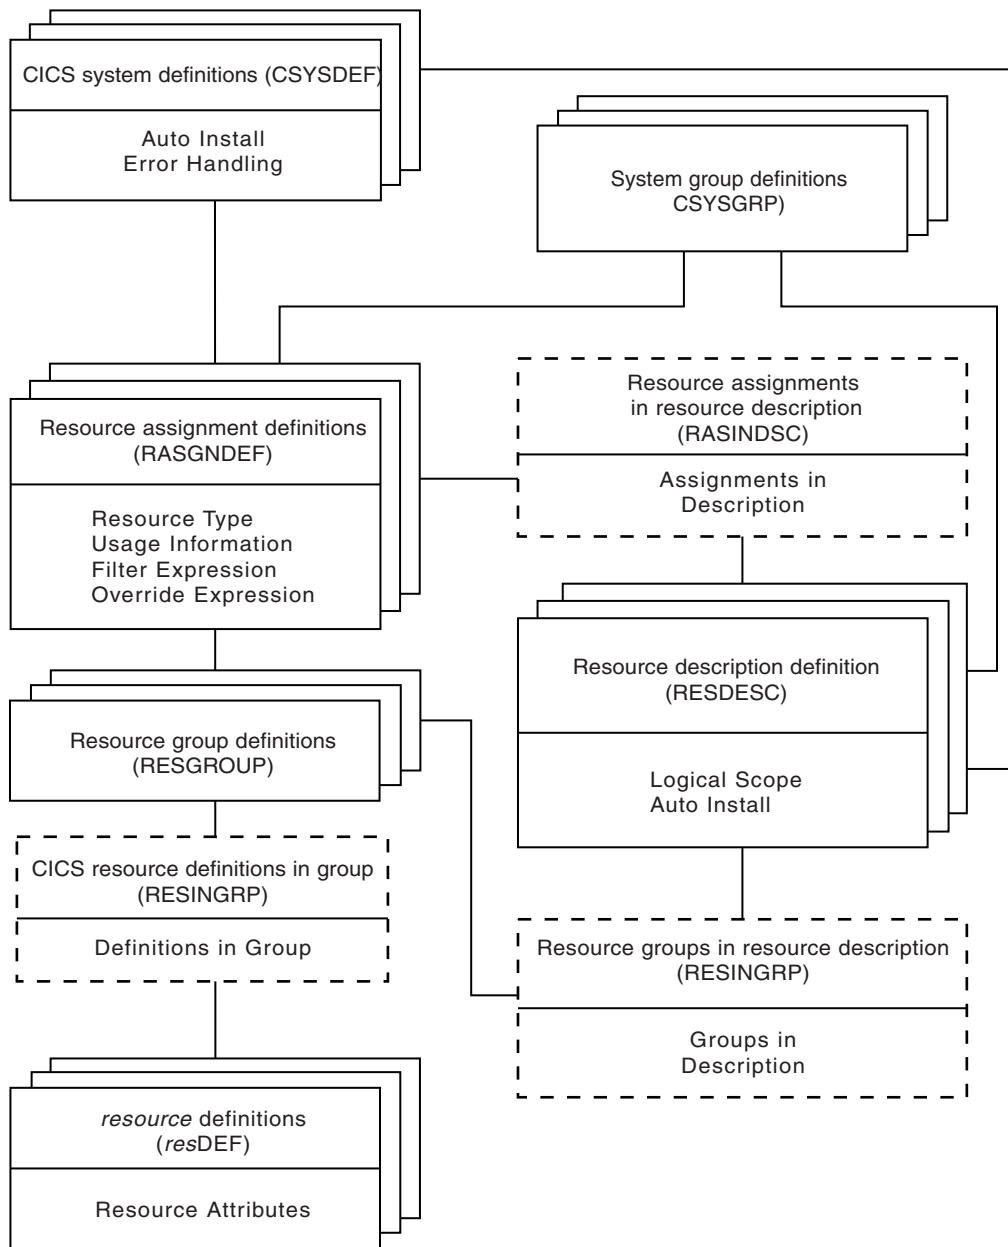 CICS system definitions (CSYSDEF)
Auto Install
Error Handling
System group definitions
CSYSGRP)
Resource assignment definitions
(RASGNDEF)
Resource Type
Usage Information
Filter Expression
Override Expression
Resource assignments
in resource description
(RASINDSC)
Assignments in
Description
Resource group definitions
(RESGROUP)
Resource description definition
(RESDESC)
Logical Scope
Auto Install
CICS resource definitions in group
(RESINGRP)
Definitions in Group
Resource groups in resource description
(RESINGRP)
Groups in
Description
resource definitions
(resDEF)
Resource Attributes